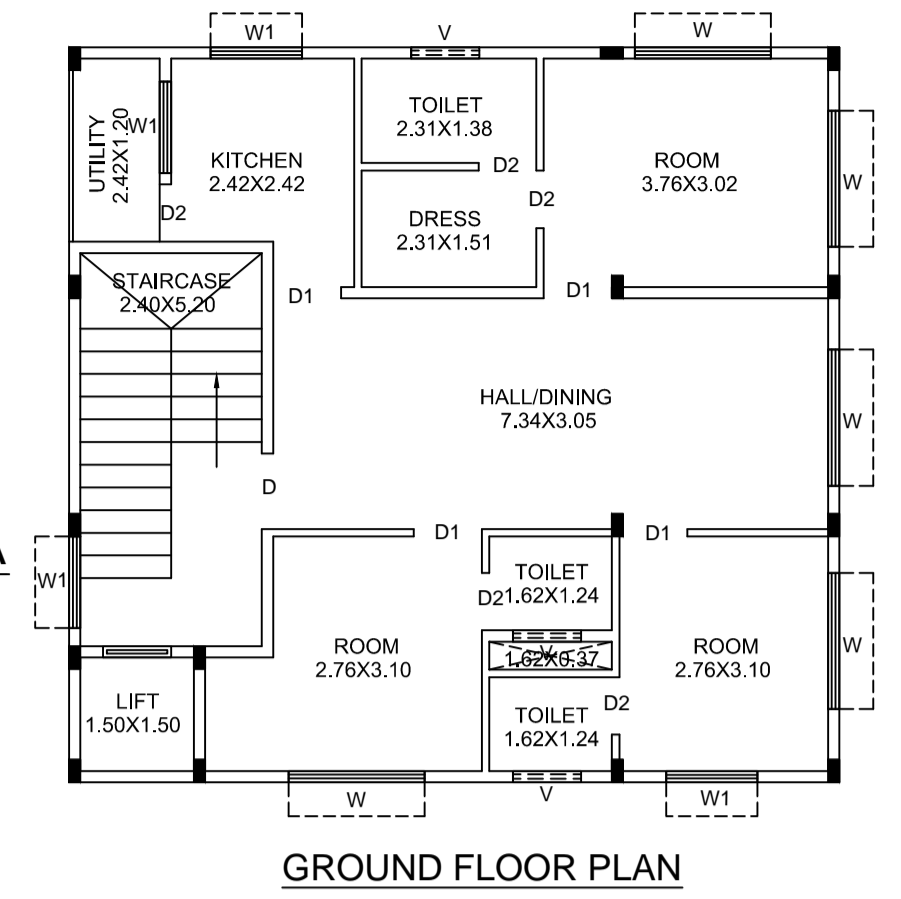 W1
V
W
UTILITY
2.42X1.20
W1
KITCHEN
2.42X2.42
D2
TOILET
2.31X1.38
D2
D2
DRESS
2.31X1.51
ROOM
3.76X3.02
W
STAIRCASE
2.40X5.20
D1
D1
HALL/DINING
7.34X3.05
W
D
D1
D1
A
W1
TOILET
1.62X1.24
D2
ROOM
2.76X3.10
V
1.62X0.37
ROOM
2.76X3.10
W
LIFT
1.50X1.50
TOILET
1.62X1.24
D2
W
V
W1
GROUND FLOOR PLAN